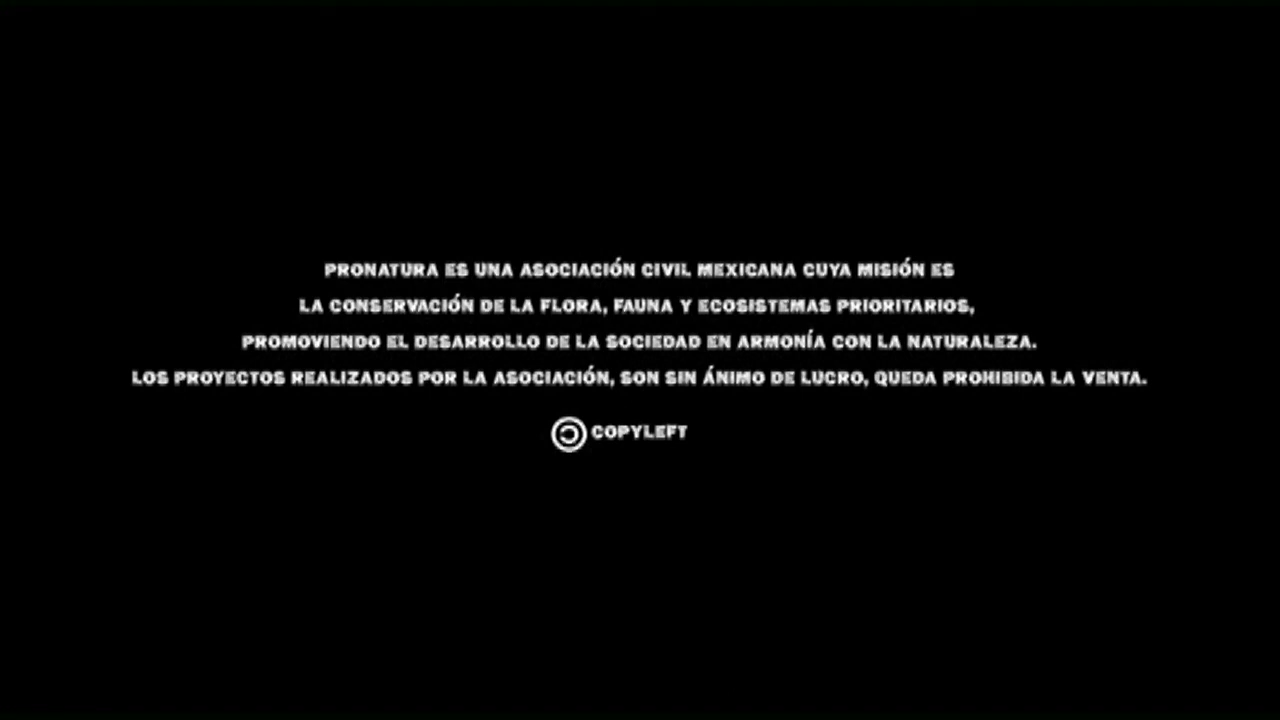 PRONATURA ES UNA ASOCIACIÓN CIVIL MEXICANA CUYA MISIÓN ES
LA CONSERVACIÓN DE LA FLORA, FAUNA Y ECOSISTEMAS PRIORITARIOS,
PROMOVIENDO EL DESARROLLO DE LA SOCIEDAD EN ARMONÍA CON LA NATURALEZA.
LOS PROYECTOS REALIZADOS POR LA ASOCIACIÓN, SON SIN ÁNIMO DE LUCRO, QUEDA PROHIBIDA LA VENTA.
🄯 COPYLEFT